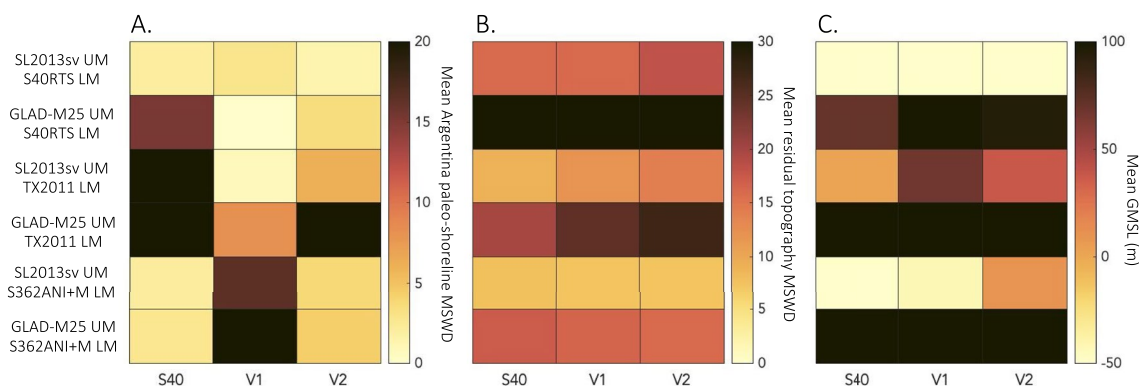 A.
B.
C.
SL2013sv UM
S40RTS LM
GLAD-M25 UM
S40RTS LM
SL2013sv UM
TX2011 LM
GLAD-M25 UM
TX2011 LM
SL2013sv UM
S362ANI+M LM
GLAD-M25 UM
S362ANI+M LM
S40 V1 V2
20
15
10
5
0
Mean Argentina paleo-shoreline MSWD
S40 V1 V2
30
25
20
15
10
5
0
Mean residual topography MSWD
S40 V1 V2
100
50
0
-50
Mean GMSL (m)